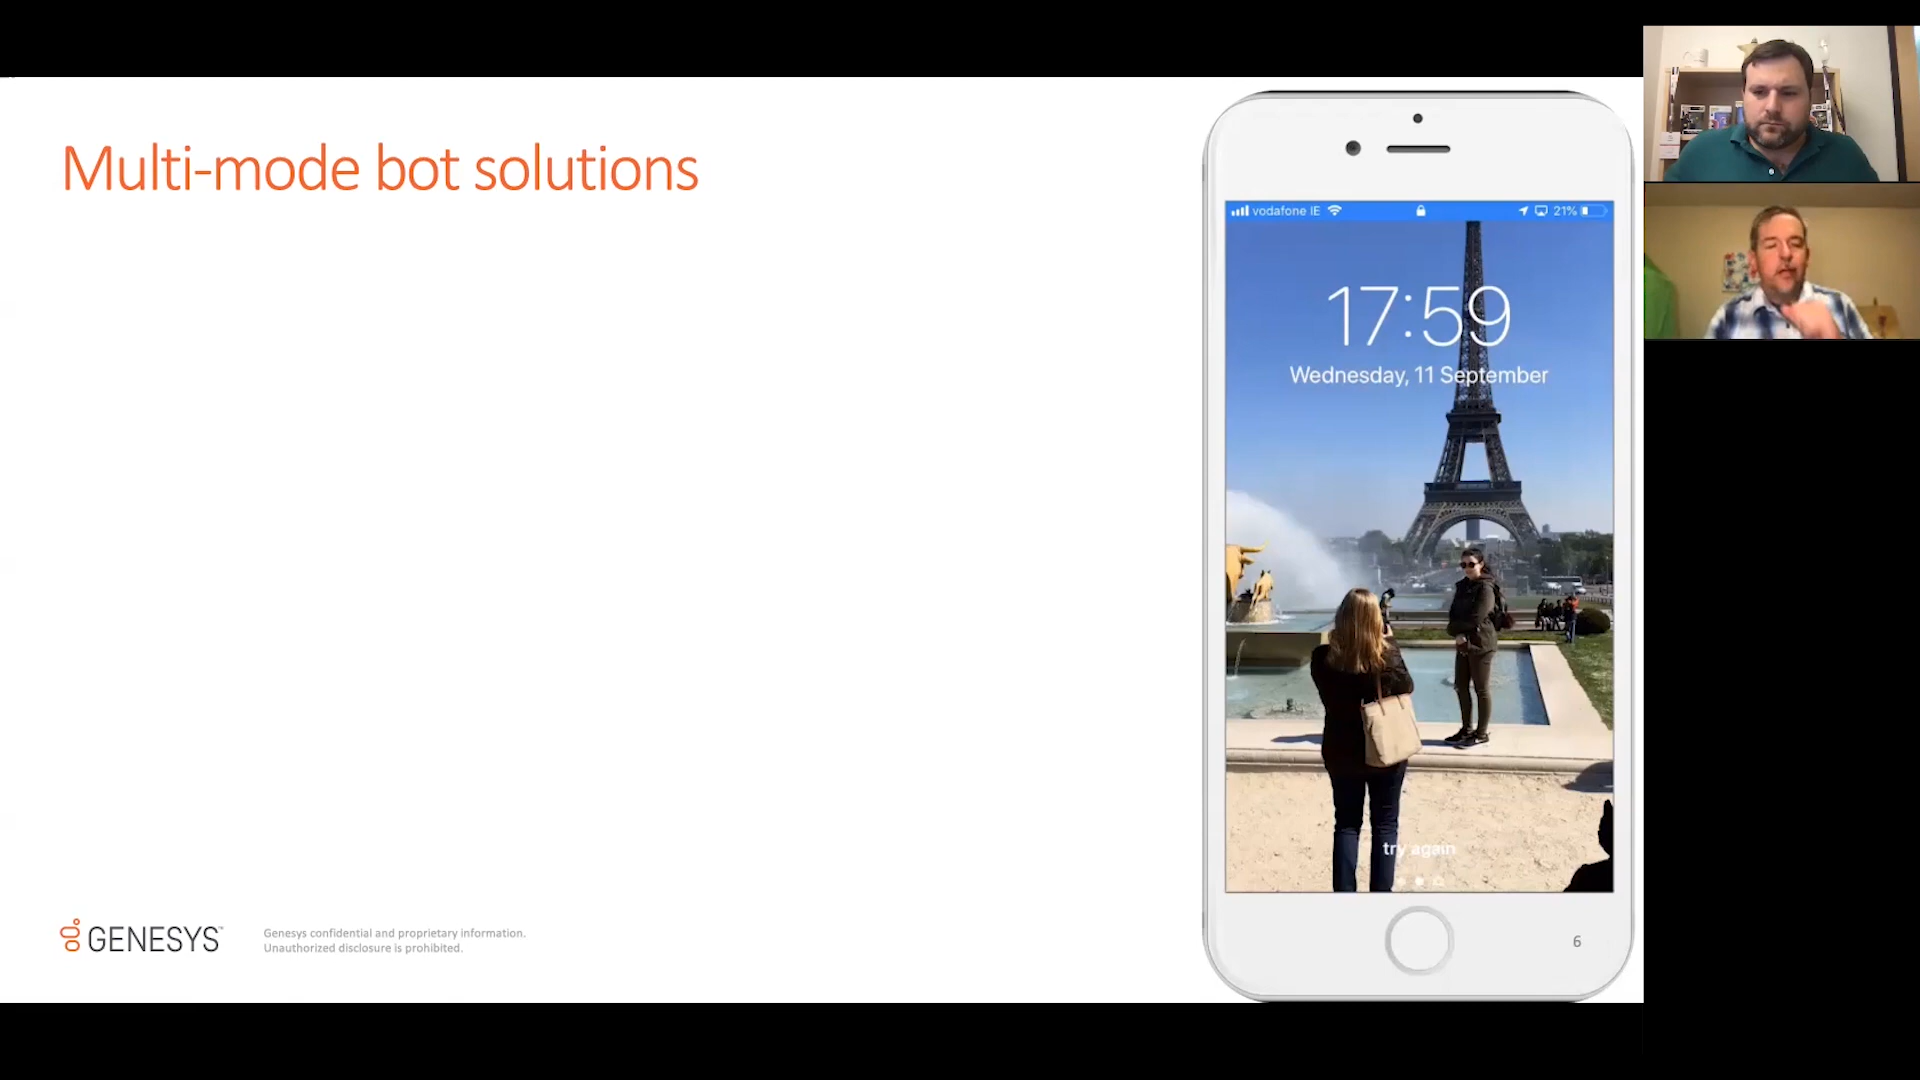 Multi-mode bot solutions
vodafone IE
21%
17:59
Wednesday, 11 September
try again
GENESYS™
Genesys confidential and proprietary information.
Unauthorized disclosure is prohibited.
6